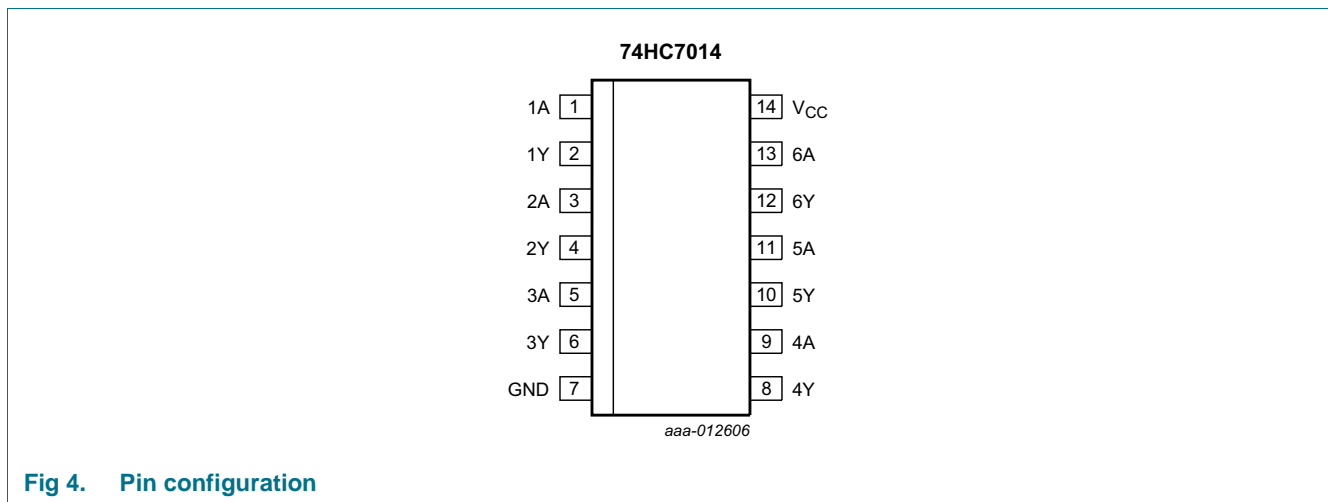 74HC7014
1A 1
1Y 2
2A 3
2Y 4
3A 5
3Y 6
GND 7
14 VCC
13 6A
12 6Y
11 5A
10 5Y
9 4A
8 4Y
aaa-012606
Fig 4. Pin configuration